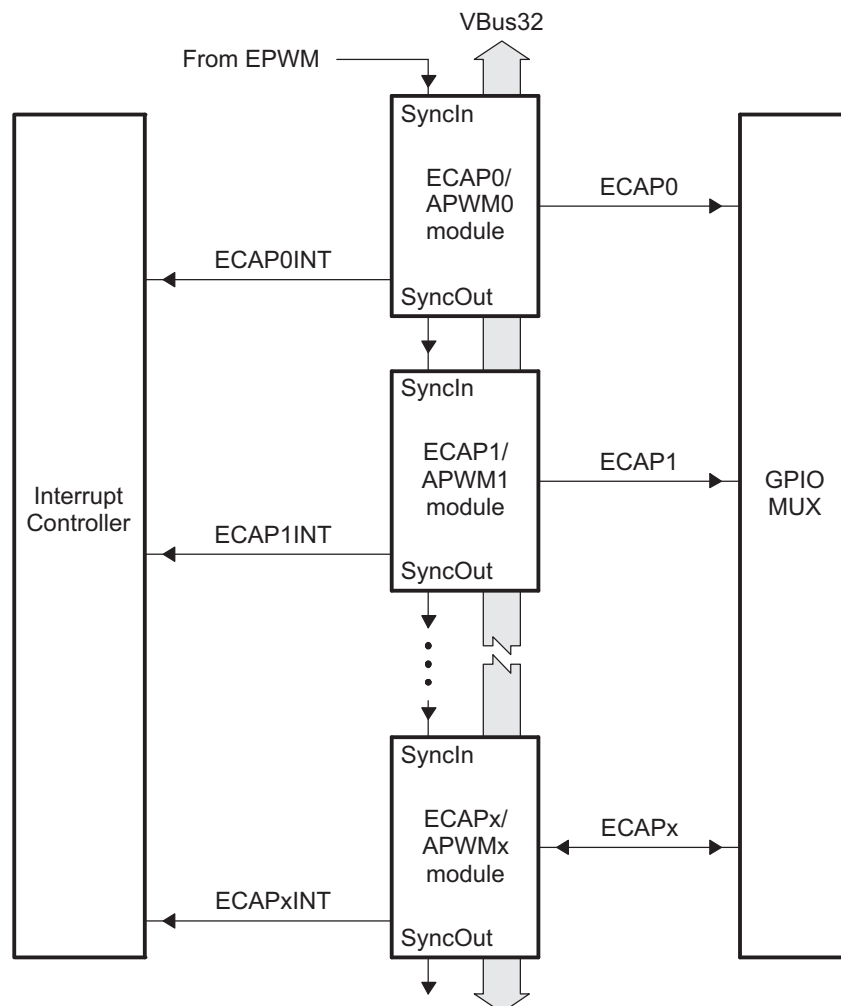 VBus32
From EPWM
SyncIn
ECAP0/
APWM0
module
ECAP0
ECAP0INT
SyncOut
SyncIn
ECAP1/
APWM1
module
ECAP1
Interrupt
Controller
GPIO
MUX
ECAP1INT
SyncOut
SyncIn
ECAPx/
APWMx
module
ECAPx
ECAPxINT
SyncOut